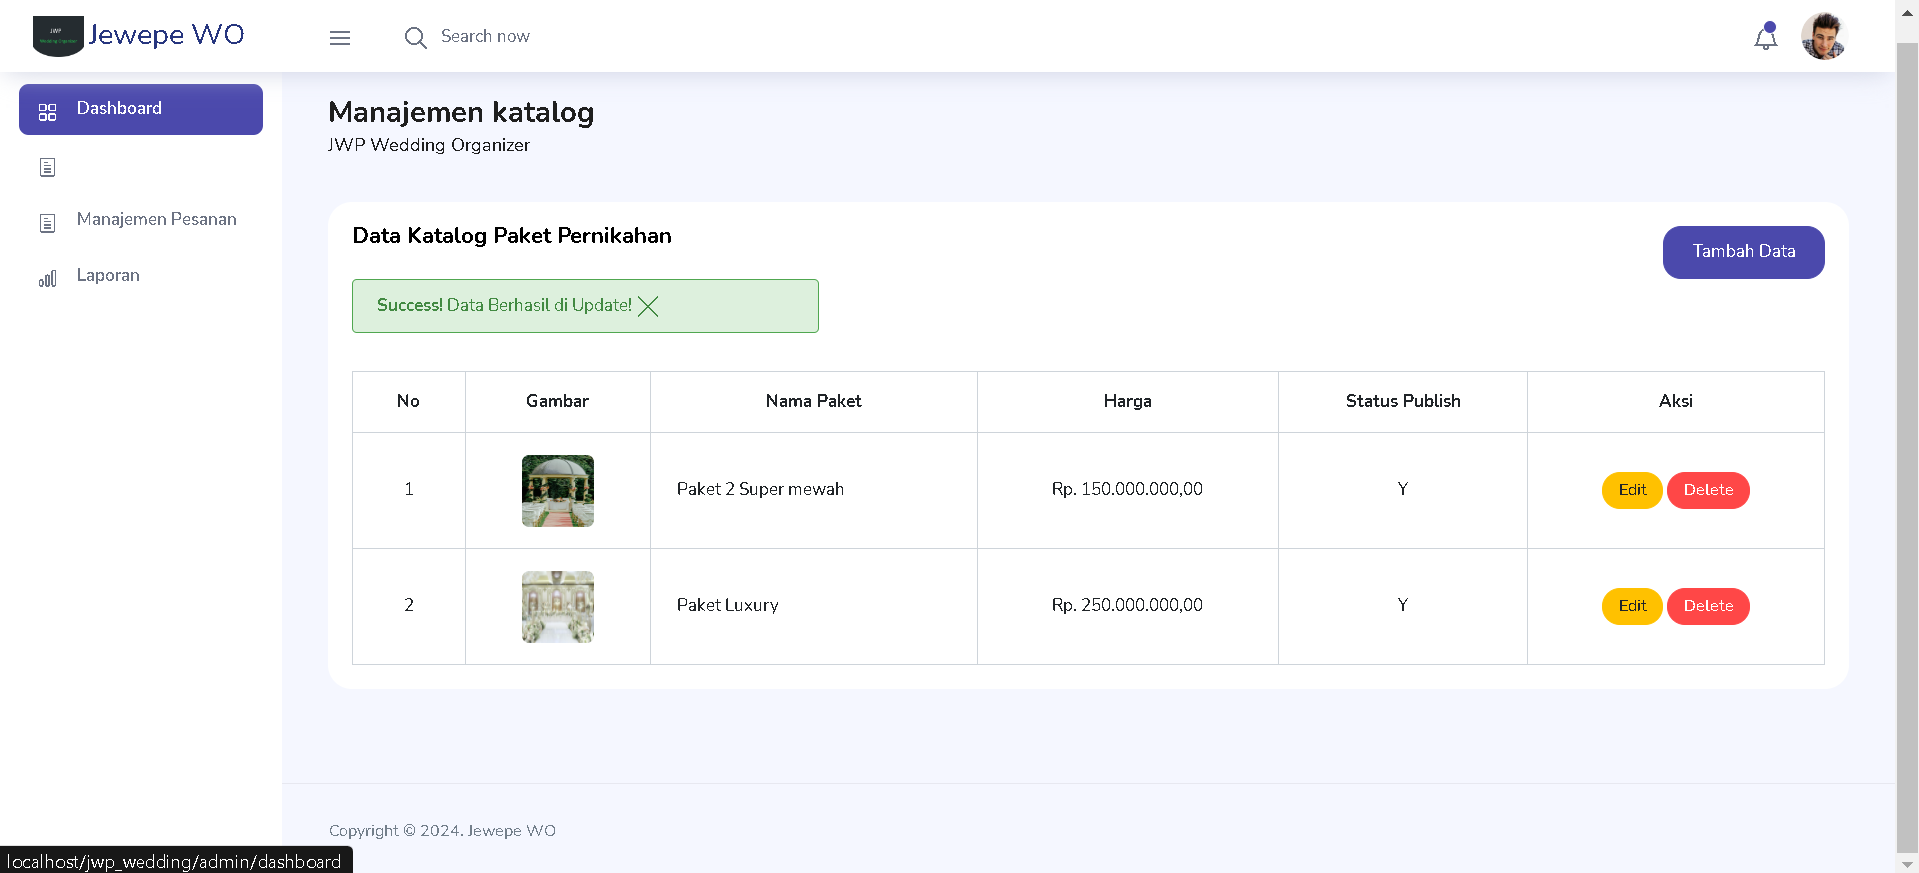 JWP
Jewepe WO
Search now
Dashboard
Manajemen Pesanan
Laporan
Manajemen katalog
JWP Wedding Organizer
Data Katalog Paket Pernikahan
Tambah Data
Success! Data Berhasil di Update!
No Gambar Nama Paket Harga Status Publish Aksi
1 Paket 2 Super mewah Rp. 150.000.000,00 Y Edit Delete
2 Paket Luxury Rp. 250.000.000,00 Y Edit Delete
Copyright © 2024. Jewepe WO
localhost/jwp_wedding/admin/dashboard